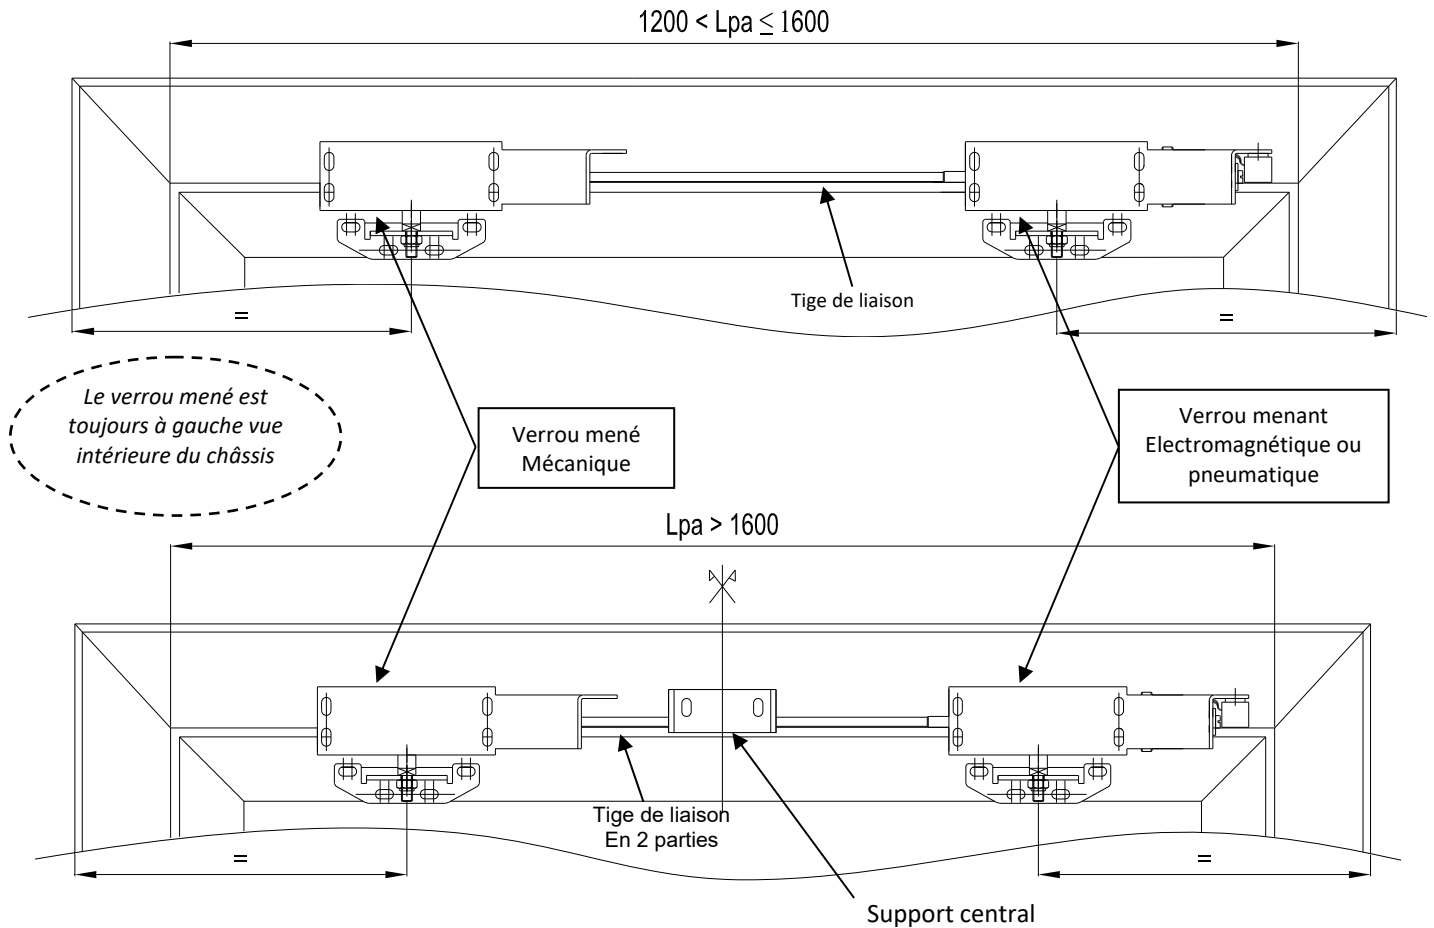 1200 < Lpa ≤ 1600
Tige de liaison
=
=
Le verrou mené est
toujours à gauche vue
intérieure du châssis
Verrou mené
Mécanique
Verrou menant
Electromagnétique ou
pneumatique
Lpa > 1600
Tige de liaison
En 2 parties
=
=
Support central